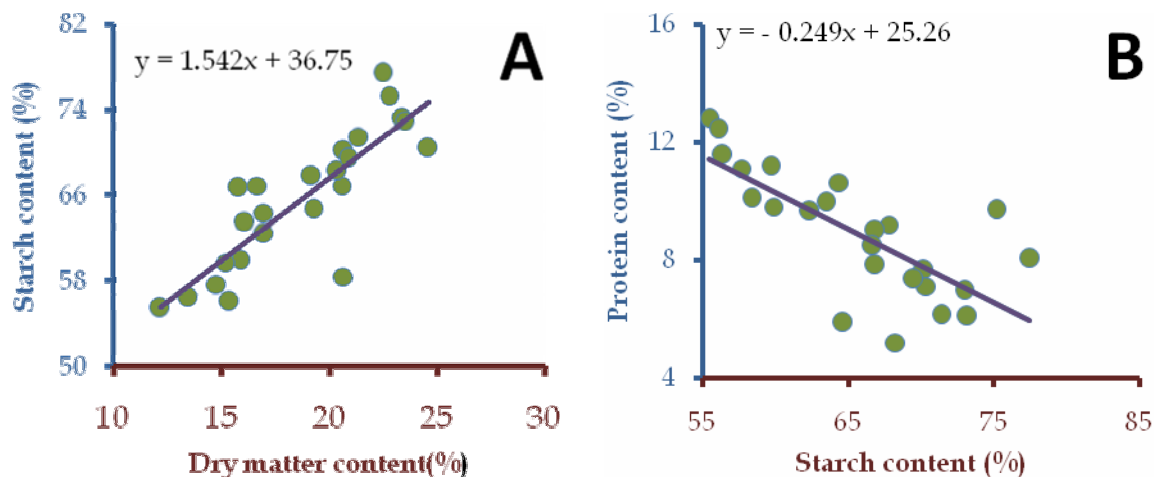 A
y = 1.542x + 36.75
Starch content (%)
82
74
66
58
50
10 15 20 25 30
Dry matter content(%)
B
y = - 0.249x + 25.26
Protein content (%)
16
12
8
4
55 65 75 85
Starch content (%)